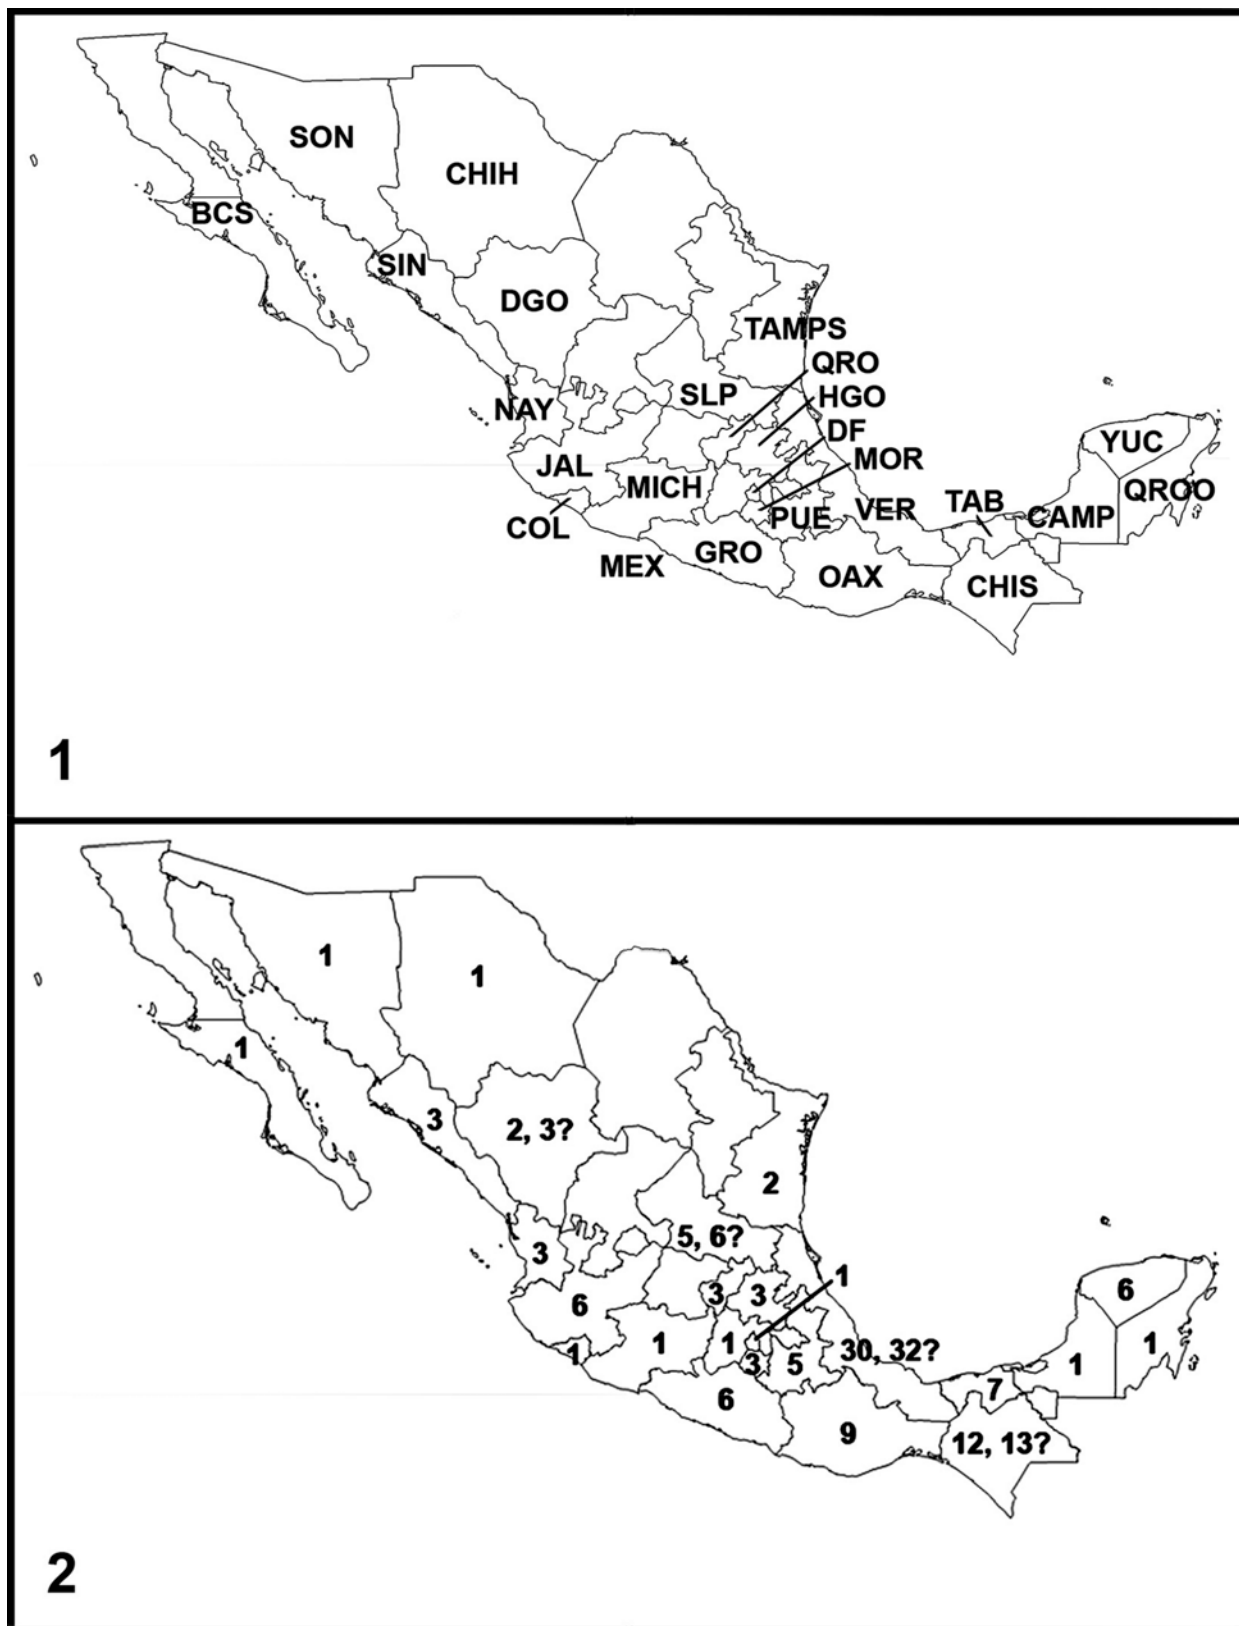 SON
CHIH
BCS
SIN
DGO
TAMPS
QRO
SLP
HGO
NAY
DF
MOR
JAL
MICH
YUC
QROO
TAB
VER
CAMP
PUE
COL
GRO
MEX
OAX
CHIS
1
1
1
1
3
2, 3?
2
5, 6?
3
1
6
3
3
6
1
1
1
30, 32?
1
1
3
5
7
6
9
12, 13?
2